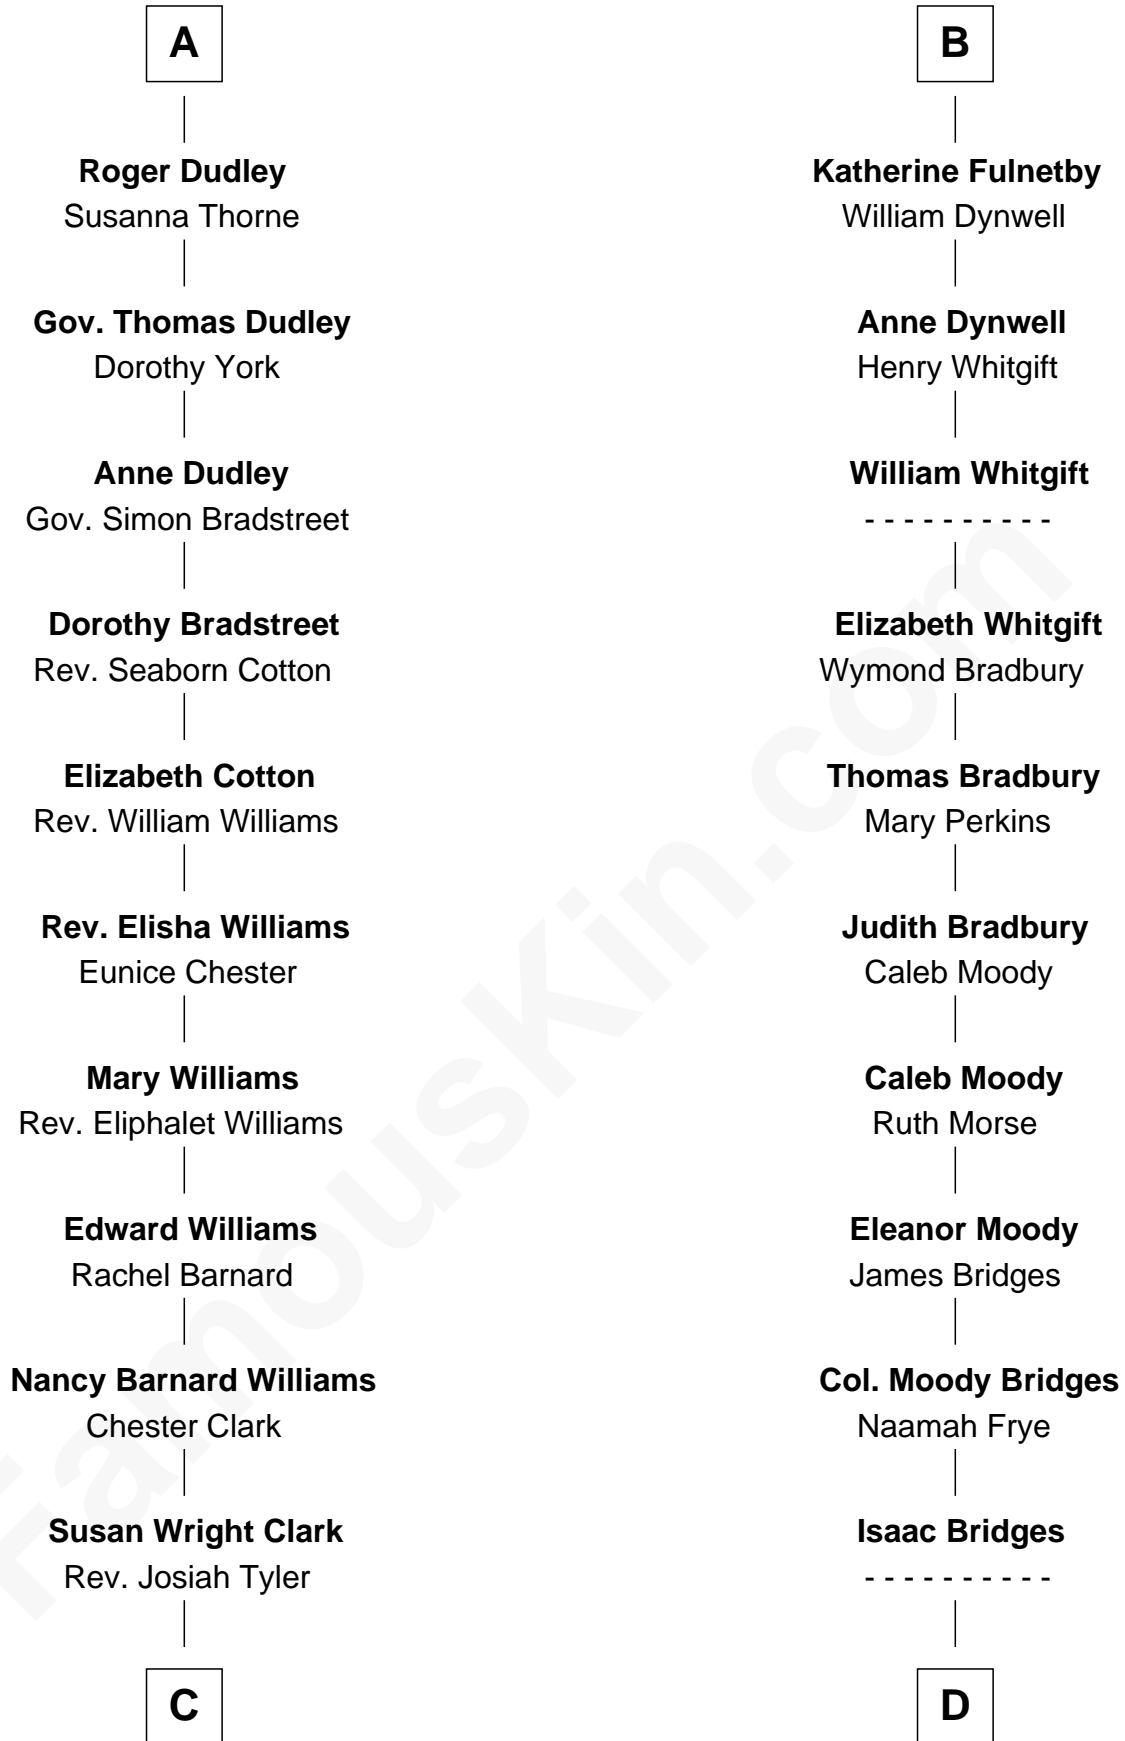 A
Roger Dudley
Susanna Thorne
Gov. Thomas Dudley
Dorothy York
Anne Dudley
Gov. Simon Bradstreet
Dorothy Bradstreet
Rev. Seaborn Cotton
Elizabeth Cotton
Rev. William Williams
Rev. Elisha Williams
Eunice Chester
Mary Williams
Rev. Eliphalet Williams
Edward Williams
Rachel Barnard
Nancy Barnard Williams
Chester Clark
Susan Wright Clark
Rev. Josiah Tyler
C
B
Katherine Fulnetby
William Dynwell
Anne Dynwell
Henry Whitgift
William Whitgift
- - - - - - - - - -
Elizabeth Whitgift
Wymond Bradbury
Thomas Bradbury
Mary Perkins
Judith Bradbury
Caleb Moody
Caleb Moody
Ruth Morse
Eleanor Moody
James Bridges
Col. Moody Bridges
Naamah Frye
Isaac Bridges
- - - - - - - - - -
D
FamousKin.com